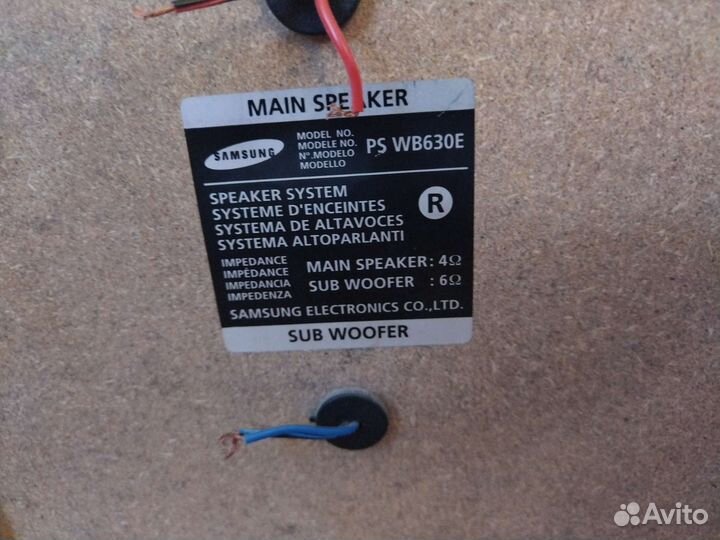 MAIN SPEAKER
SAMSUNG
MODEL NO.
MODELE NO.
Nº.MODELO
MODELLO
PS WB630E
SPEAKER SYSTEM
SYSTEME D'ENCEINTES
SYSTEMA DE ALTAVOCES
SYSTEMA ALTOPARLANTI
R
IMPEDANCE
IMPÉDANCE
IMPEDANCIA
IMPEDENZA
MAIN SPEAKER: 4Ω
SUB WOOFER : 6Ω
SAMSUNG ELECTRONICS CO.,LTD.
SUB WOOFER
Avito